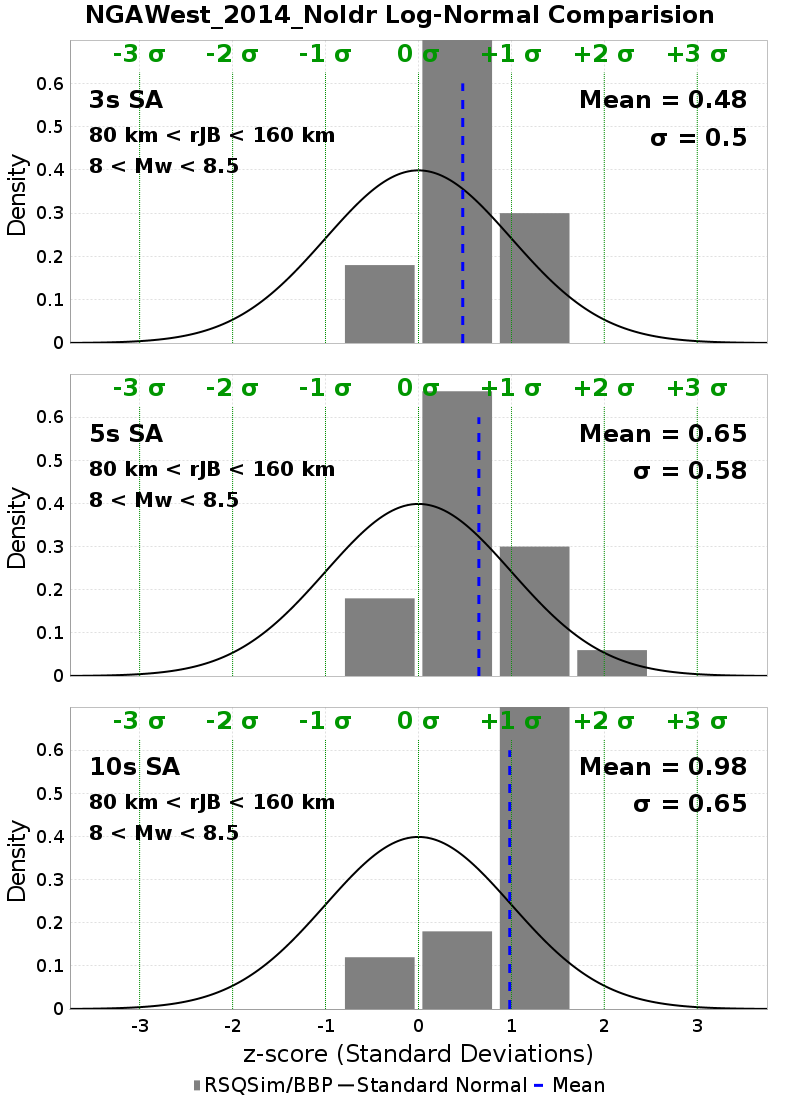 NGAWest_2014_NoIdr Log-Normal Comparision
-3 σ -2 σ -1 σ 0 σ +1 σ +2 σ +3 σ
3s SA
80 km < rJB < 160 km
8 < Mw < 8.5
Mean = 0.48
σ = 0.5
Density
0.6
0.5
0.4
0.3
0.2
0.1
0
-3 σ -2 σ -1 σ 0 σ +1 σ +2 σ +3 σ
5s SA
80 km < rJB < 160 km
8 < Mw < 8.5
Mean = 0.65
σ = 0.58
Density
0.6
0.5
0.4
0.3
0.2
0.1
0
-3 σ -2 σ -1 σ 0 σ +1 σ +2 σ +3 σ
10s SA
80 km < rJB < 160 km
8 < Mw < 8.5
Mean = 0.98
σ = 0.65
Density
0.6
0.5
0.4
0.3
0.2
0.1
0
-3 -2 -1 0 1 2 3
z-score (Standard Deviations)
RSQSim/BBP Standard Normal Mean